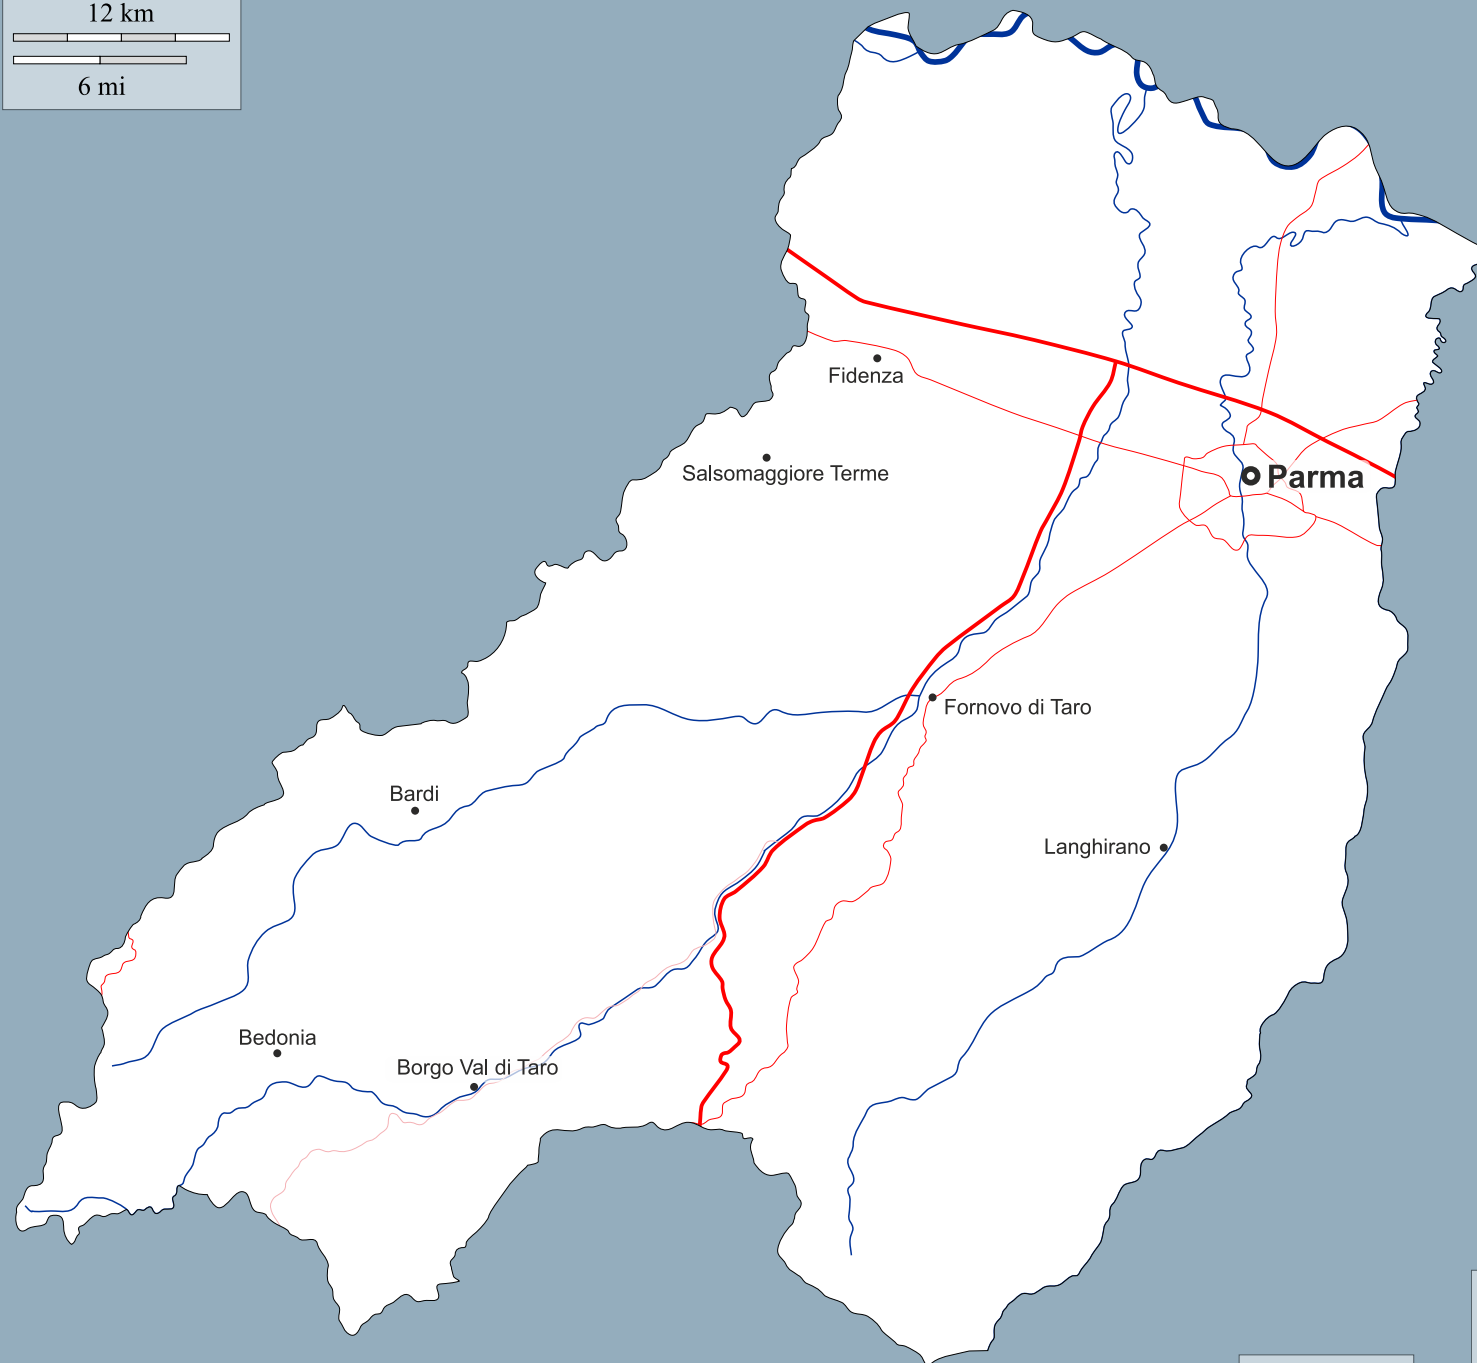 12 km
6 mi
Fidenza
Salsomaggiore Terme
Parma
Fornovo di Taro
Bardi
Langhirano
Bedonia
Borgo Val di Taro